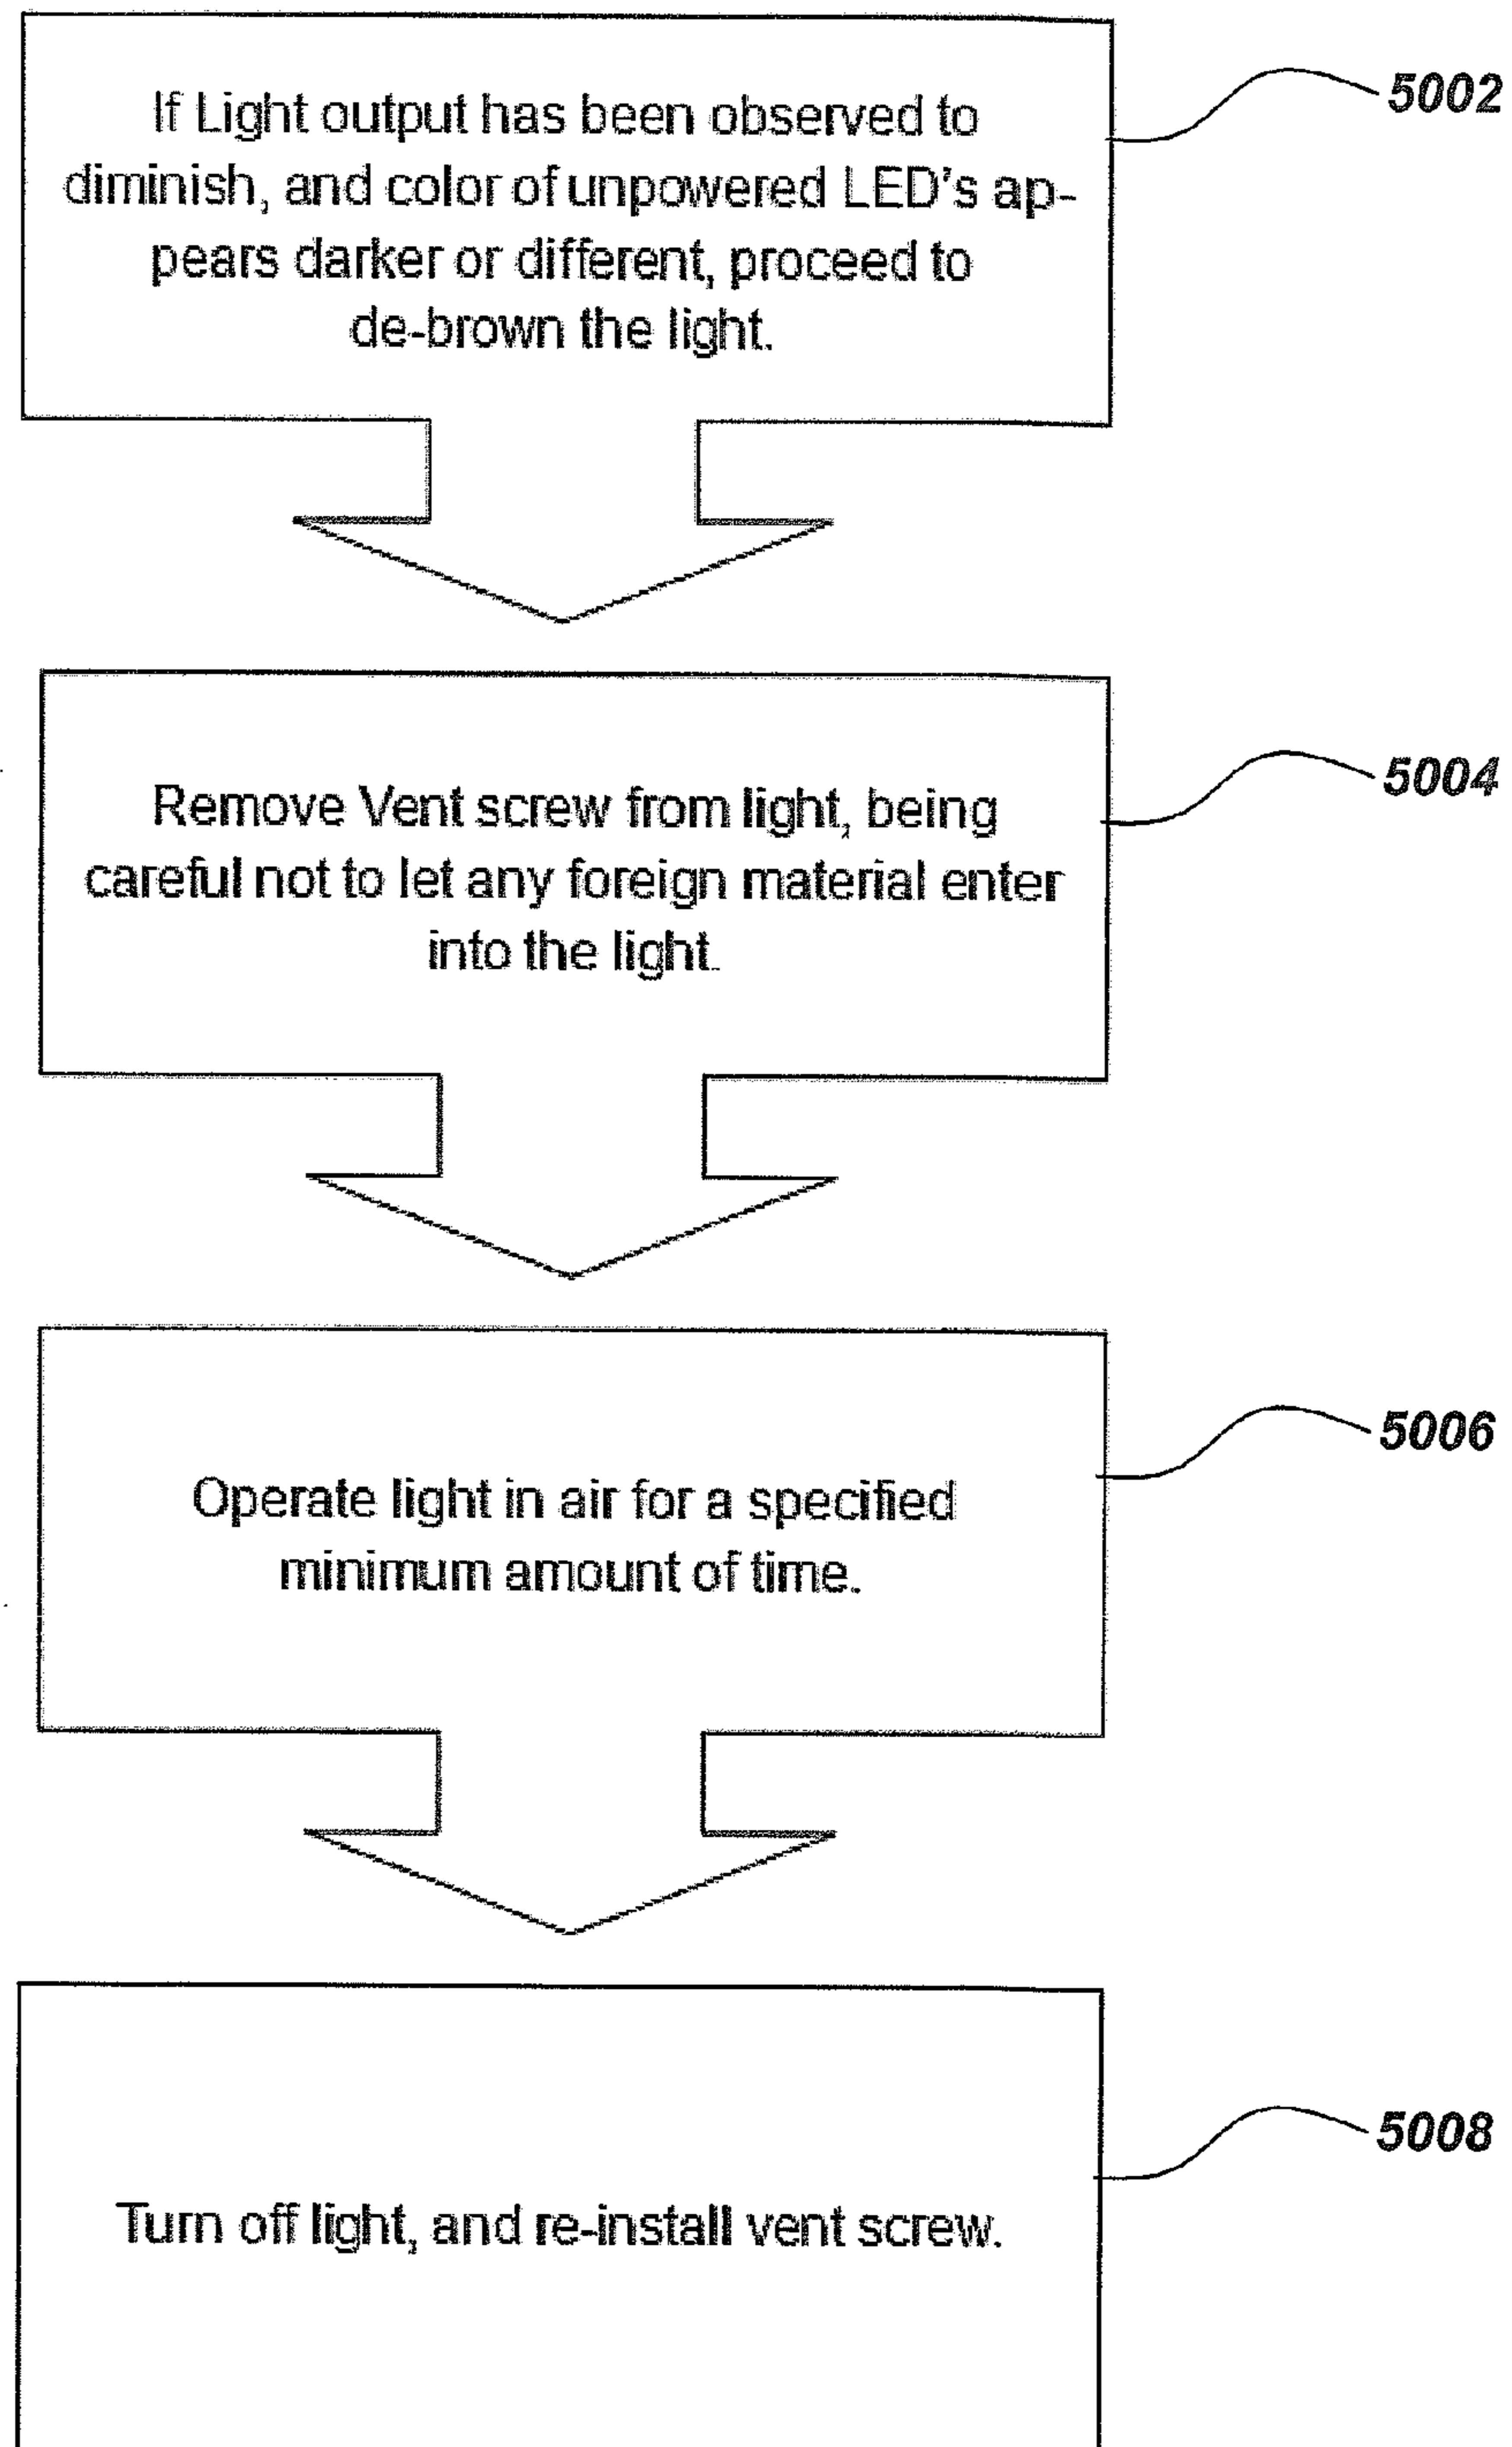 If Light output has been observed to
diminish, and color of unpowered LED's ap-
pears darker or different, proceed to
de-brown the light.
5002
Remove Vent screw from light, being
careful not to let any foreign material enter
into the light.
5004
Operate light in air for a specified
minimum amount of time.
5006
Turn off light, and re-install vent screw.
5008